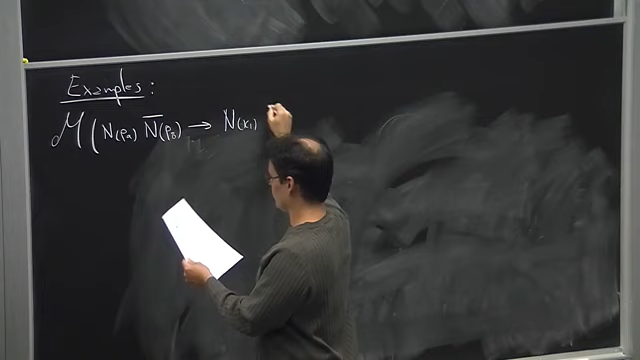 Examples:
M(N(Pa) N̅(Pb) → N(K1)